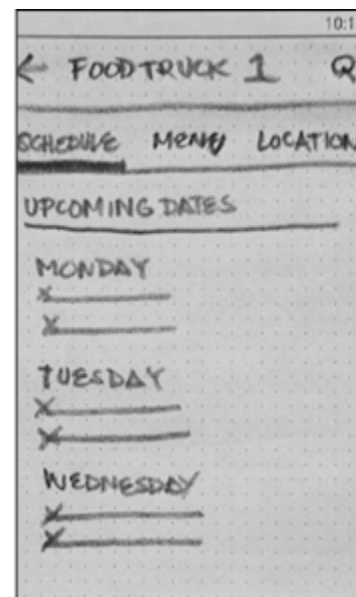 10:1
← FOODTRUCK 1 Q
SCHEDULE MENU LOCATION
UPCOMING DATES
MONDAY
X
X
TUESDAY
X
X
WEDNESDAY
X
X